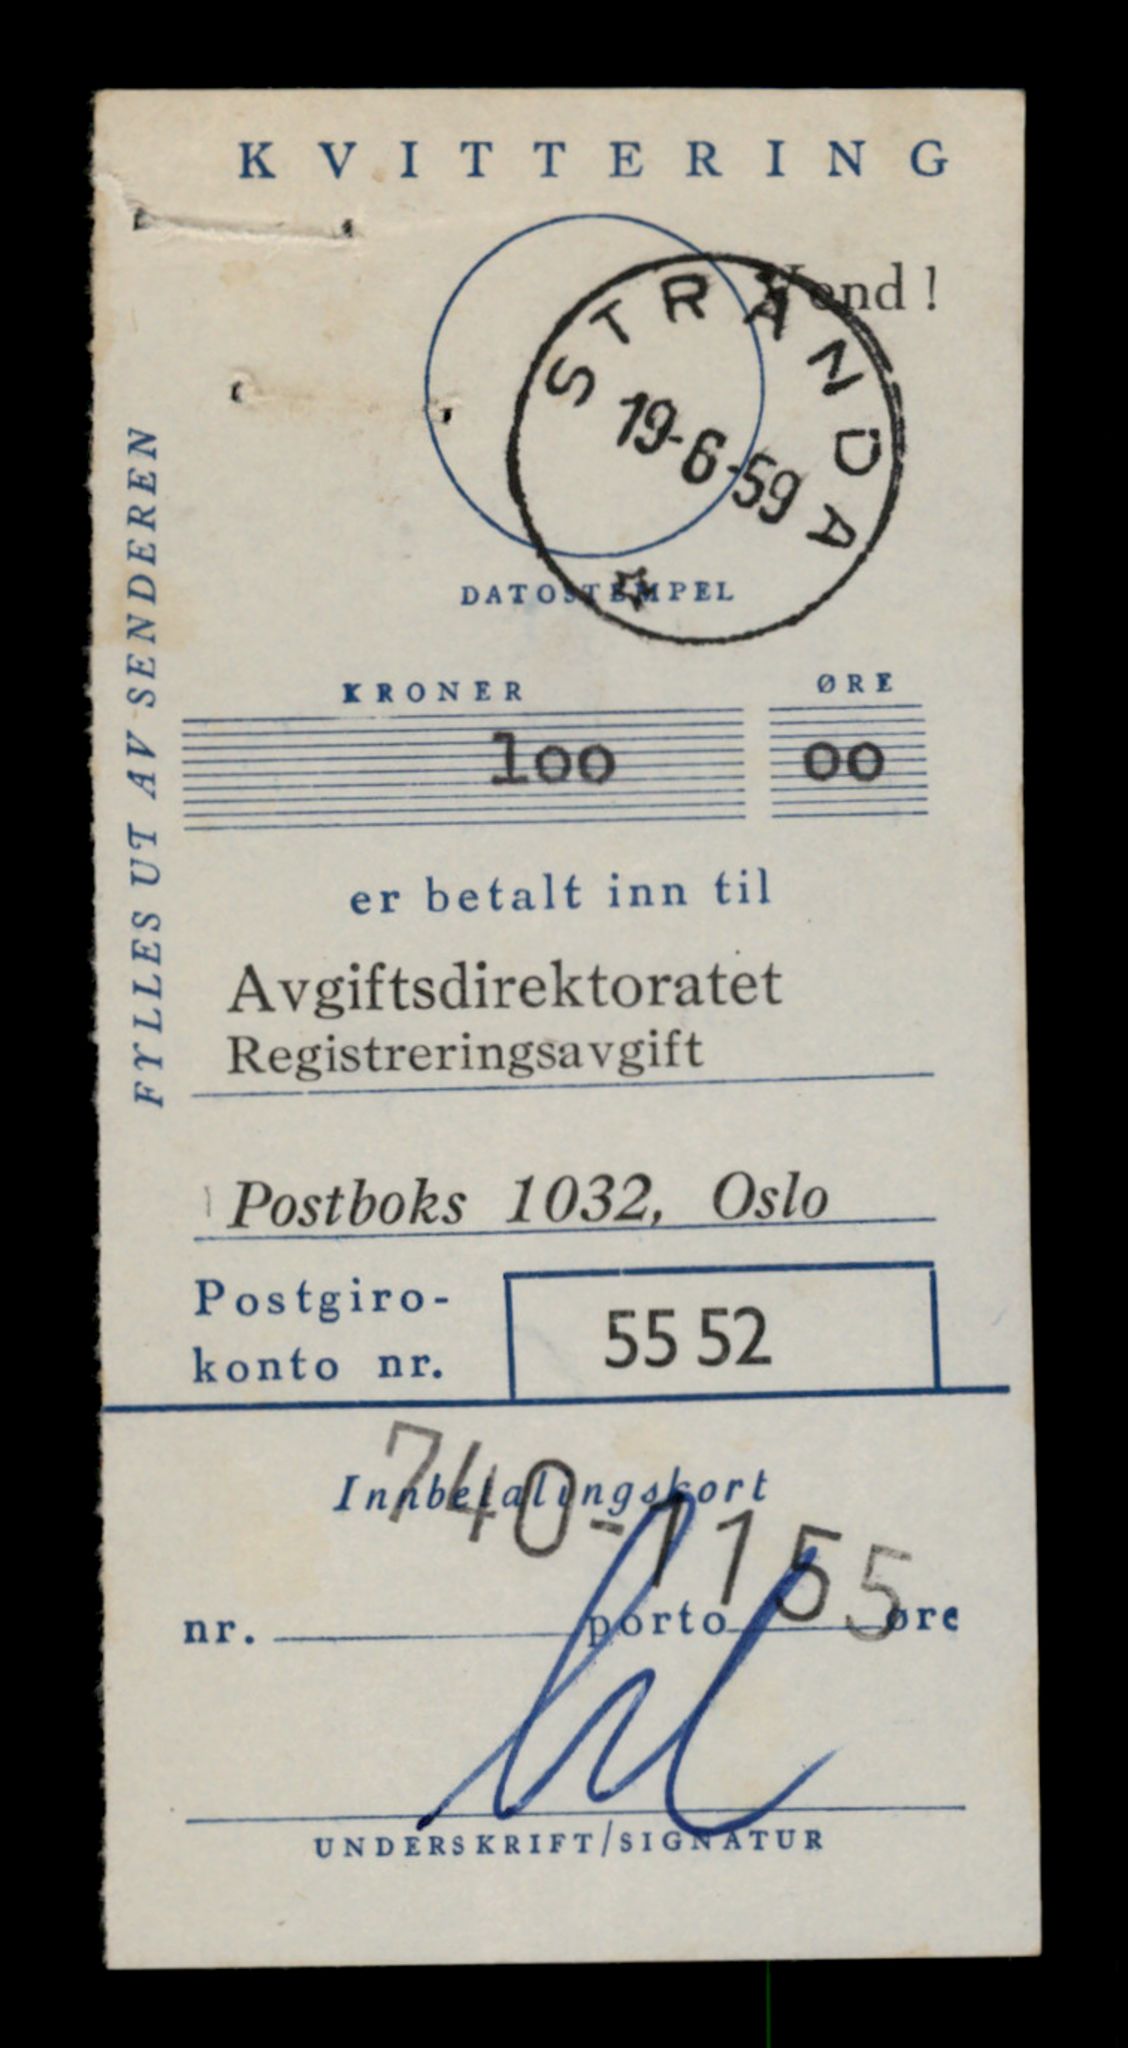 KVITTERING
Vend !
STRANDA
19-6-59
DATOSTEMPEL
FYLLES UT AV SENDEREN
KRONER ØRE
100 00
er betalt inn til
Avgiftsdirektoratet
Registreringsavgift
Postboks 1032, Oslo
Postgiro-
konto nr. 55 52
740-1155
Innbetalingskort
nr. porto øre
UNDERSKRIFT/SIGNATUR